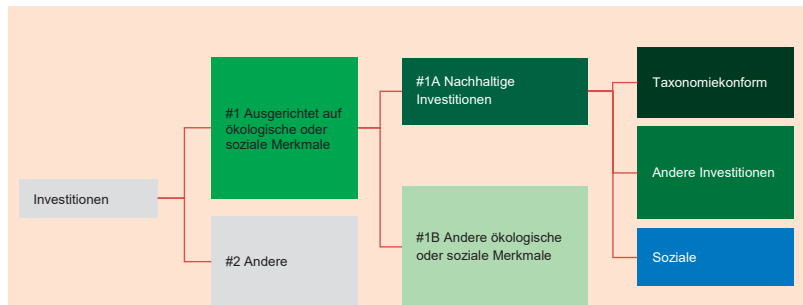 Investitionen
#1 Ausgerichtet auf
ökologische oder
soziale Merkmale
#2 Andere
#1A Nachhaltige
Investitionen
#1B Andere ökologische
oder soziale Merkmale
Taxonomiekonform
Andere Investitionen
Soziale